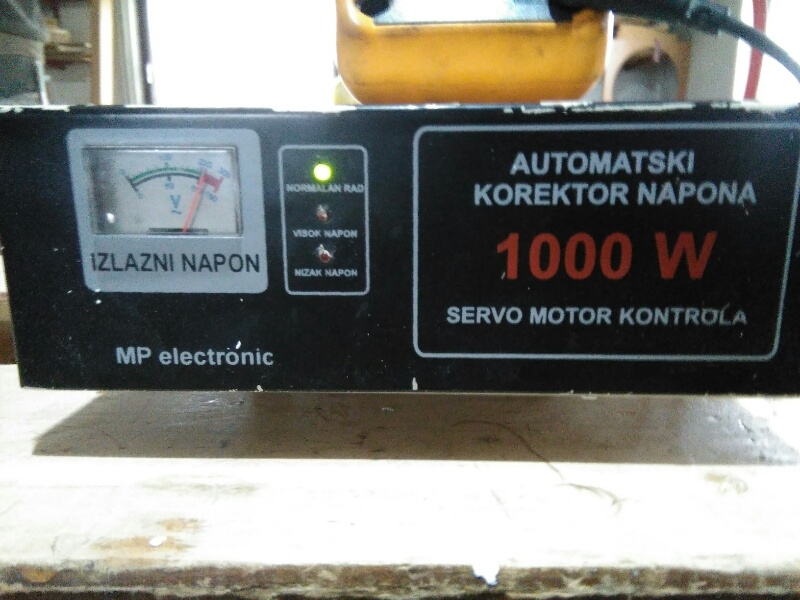 V
IZLAZNI NAPON
NORMALAN RAD
VISOK NAPON
NIZAK NAPON
MP electronic
AUTOMATSKI
KOREKTOR NAPONA
1000 W
SERVO MOTOR KONTROLA